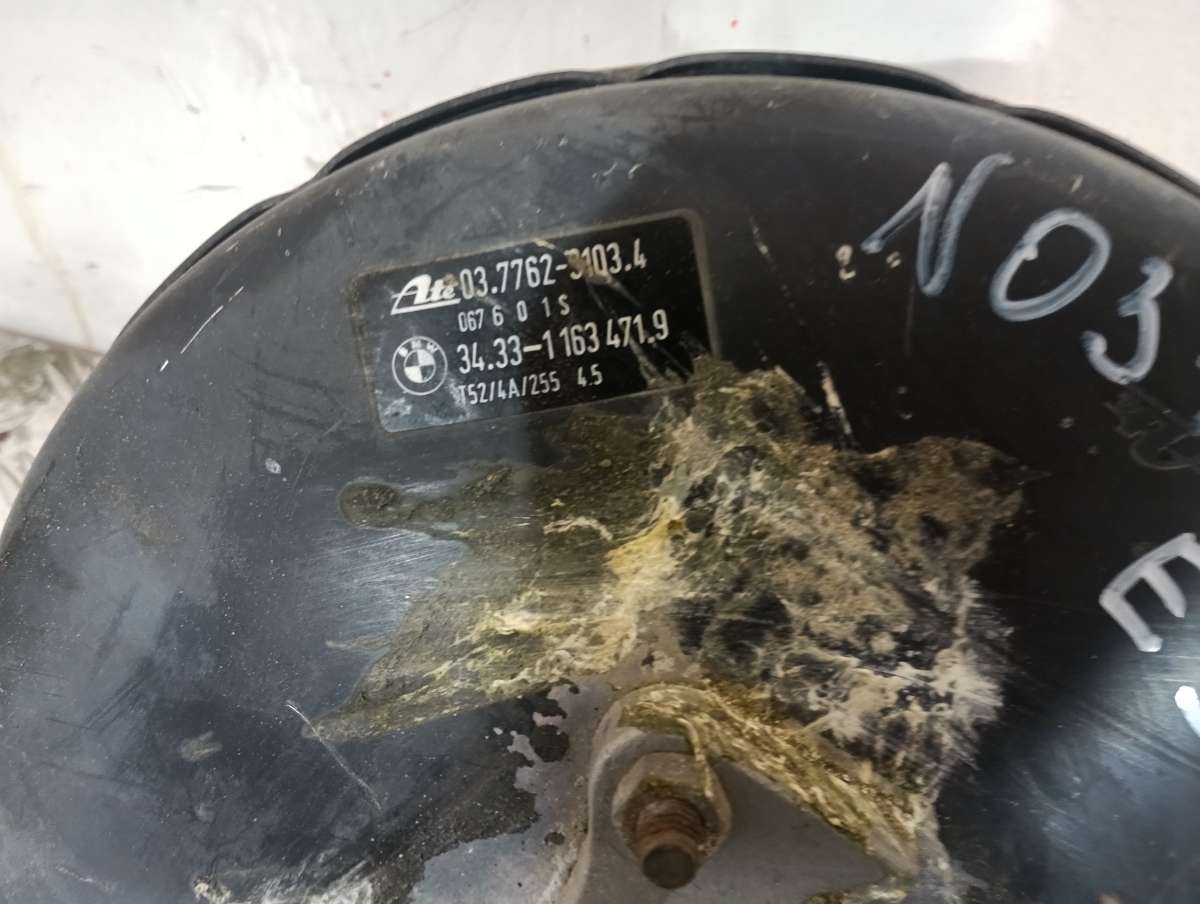 Ate 03.7762-3103.4
067 6 0 1 S
BMW 34.33-1 163 471.9
T52/4A/255 4.5
N03
E